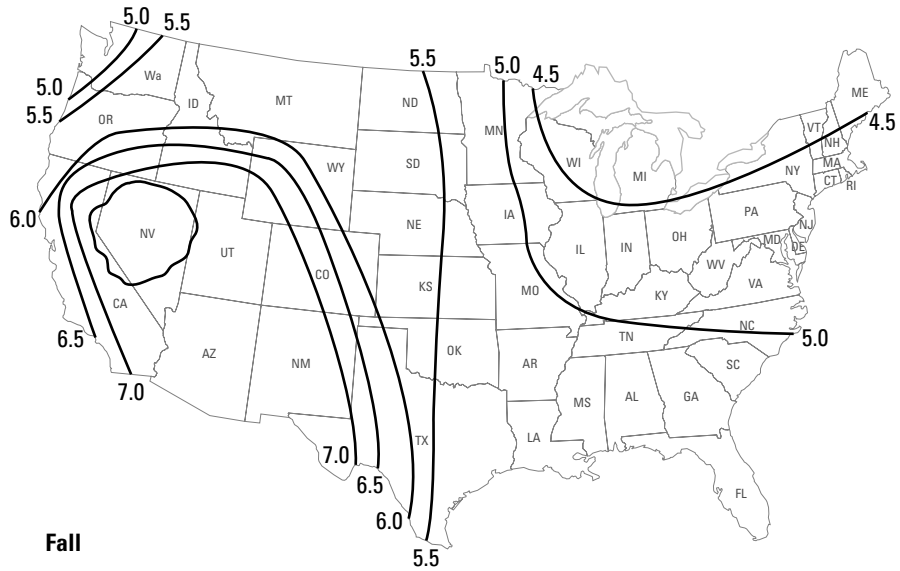 5.0 5.5
5.5 5.0 4.5
5.0 Wa
5.5 OR ID MT ND MN ME
4.5
WI VT NH
SD WY MI NY MA
CT RI
6.0 NE IA PA
NV UT IL IN OH NJ
MD DE
CO KS MO WV VA
CA KY
6.5 NC 5.0
TN
AZ NM OK AR SC
7.0
MS AL GA
TX LA
7.0
6.5 FL
6.0
Fall
5.5